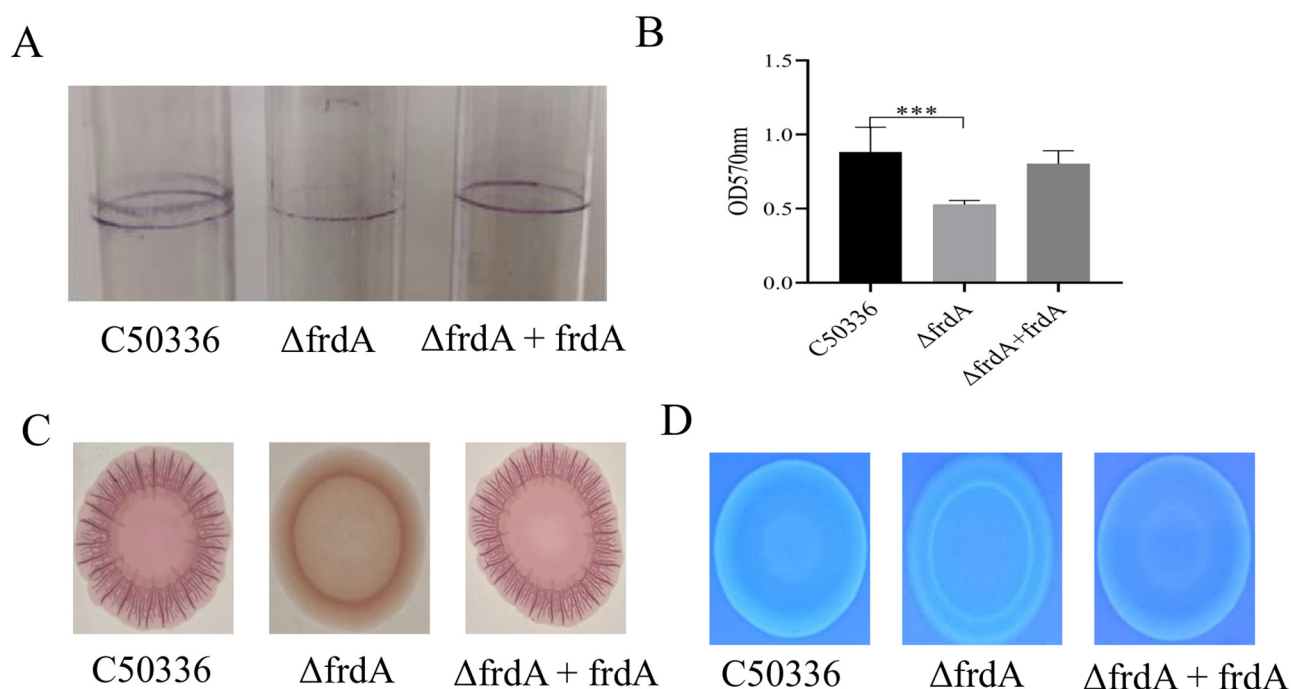 A
C50336
ΔfrdA
ΔfrdA + frdA
B
OD570nm
1.5
1.0
0.5
0.0
***
C50336
ΔfrdA
ΔfrdA+frdA
C
C50336
ΔfrdA
ΔfrdA + frdA
D
C50336
ΔfrdA
ΔfrdA + frdA